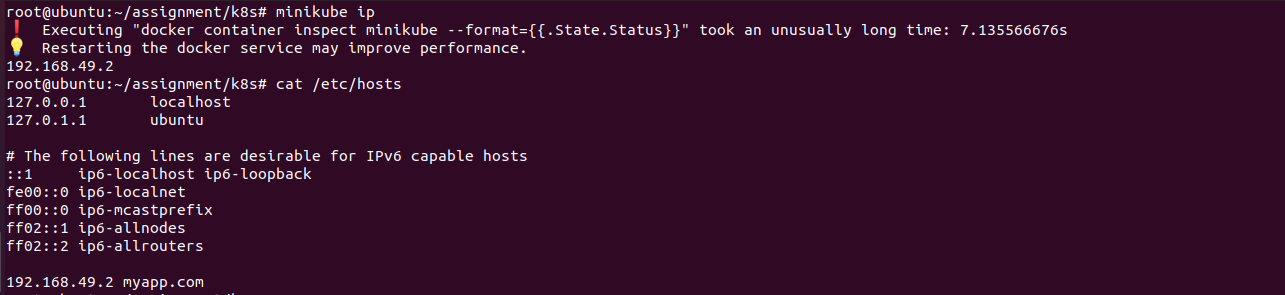 root@ubuntu:~/assignment/k8s# minikube ip
❗  Executing "docker container inspect minikube --format={{.State.Status}}" took an unusually long time: 7.135566676s
💡  Restarting the docker service may improve performance.
192.168.49.2
root@ubuntu:~/assignment/k8s# cat /etc/hosts
127.0.0.1       localhost
127.0.1.1       ubuntu
# The following lines are desirable for IPv6 capable hosts
::1     ip6-localhost ip6-loopback
fe00::0 ip6-localnet
ff00::0 ip6-mcastprefix
ff02::1 ip6-allnodes
ff02::2 ip6-allrouters
192.168.49.2 myapp.com